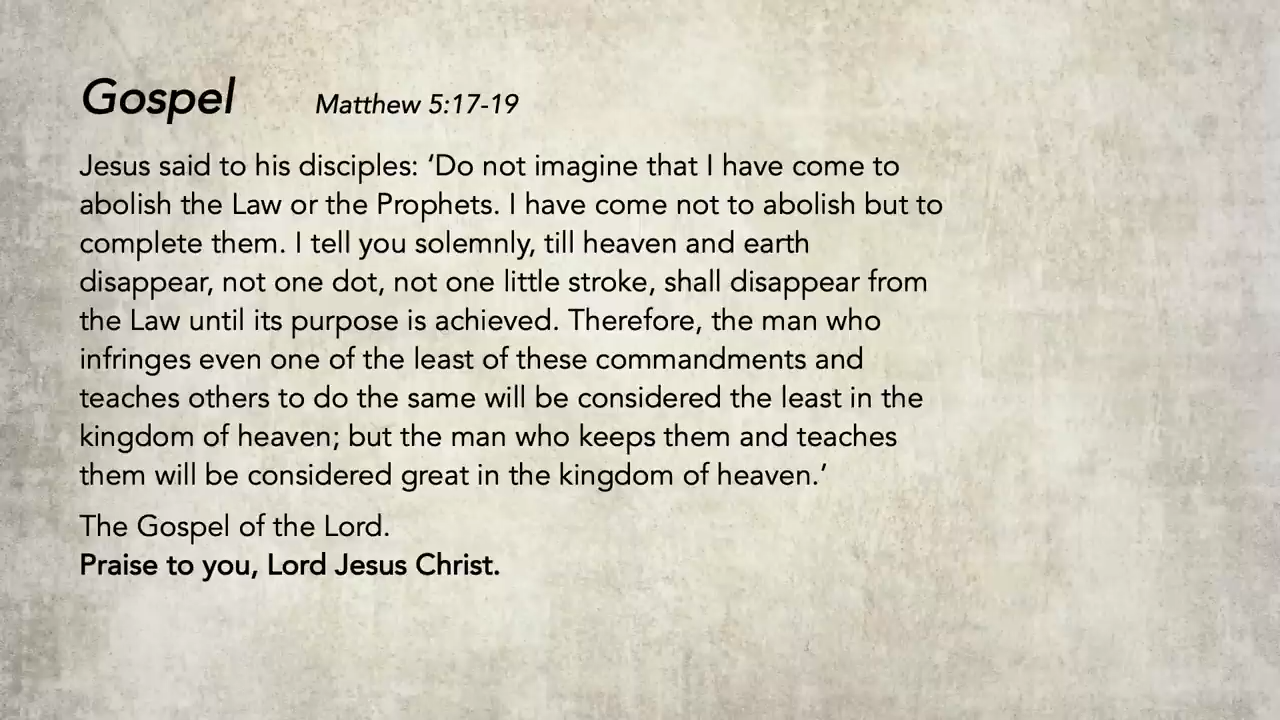 Gospel Matthew 5:17-19
Jesus said to his disciples: ‘Do not imagine that I have come to
abolish the Law or the Prophets. I have come not to abolish but to
complete them. I tell you solemnly, till heaven and earth
disappear, not one dot, not one little stroke, shall disappear from
the Law until its purpose is achieved. Therefore, the man who
infringes even one of the least of these commandments and
teaches others to do the same will be considered the least in the
kingdom of heaven; but the man who keeps them and teaches
them will be considered great in the kingdom of heaven.’
The Gospel of the Lord.
Praise to you, Lord Jesus Christ.